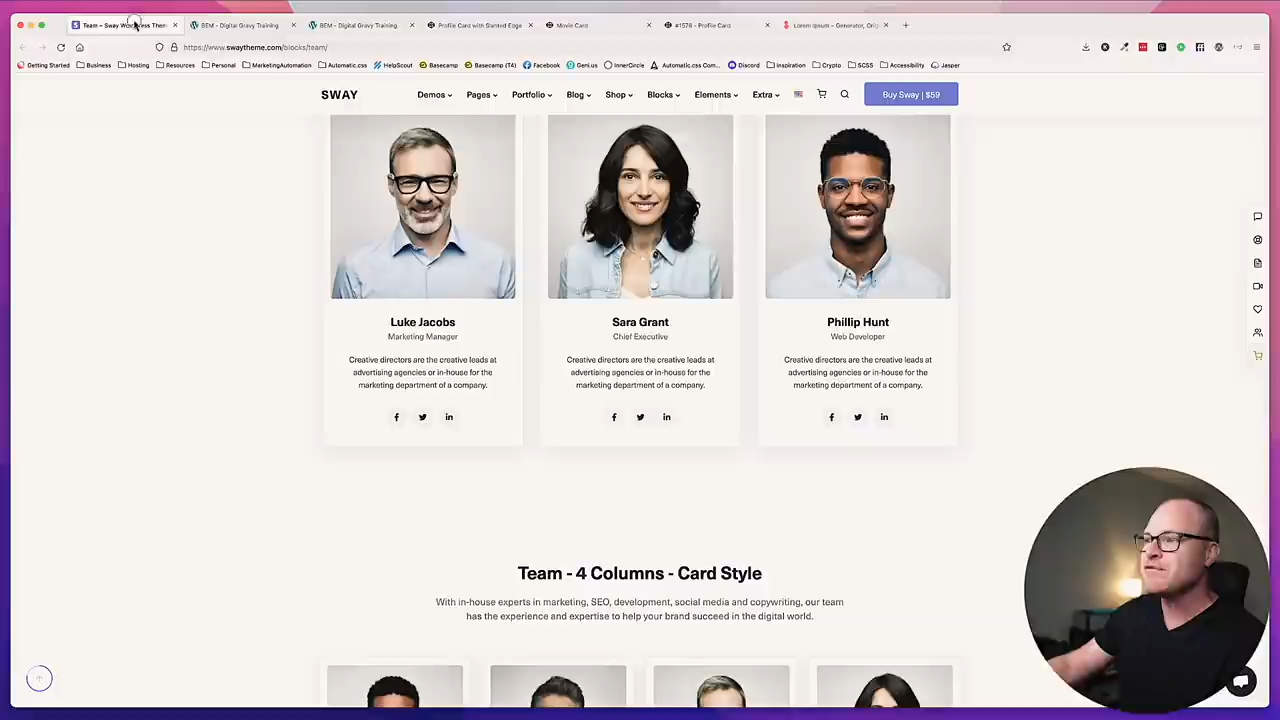 Team – Sway WordPress Them
BEM - Digital Gravy Training
BEM - Digital Gravy Training
Profile Card with Slanted Edge
Movie Card
#1578 - Profile Card
Lorem Ipsum – Generator, Orig
https://www.swaytheme.com/blocks/team/
Getting Started Business Hosting Resources Personal MarketingAutomation Automatic.css HelpScout Basecamp Basecamp (T4) Facebook Geni.us InnerCircle Automatic.css Com... Discord Inspiration Crypto SCSS Accessibility Jasper
SWAY Demos Pages Portfolio Blog Shop Blocks Elements Extra Buy Sway | $59
Luke Jacobs
Marketing Manager
Creative directors are the creative leads at
advertising agencies or in-house for the
marketing department of a company.
Sara Grant
Chief Executive
Creative directors are the creative leads at
advertising agencies or in-house for the
marketing department of a company.
Phillip Hunt
Web Developer
Creative directors are the creative leads at
advertising agencies or in-house for the
marketing department of a company.
Team - 4 Columns - Card Style
With in-house experts in marketing, SEO, development, social media and copywriting, our team
has the experience and expertise to help your brand succeed in the digital world.